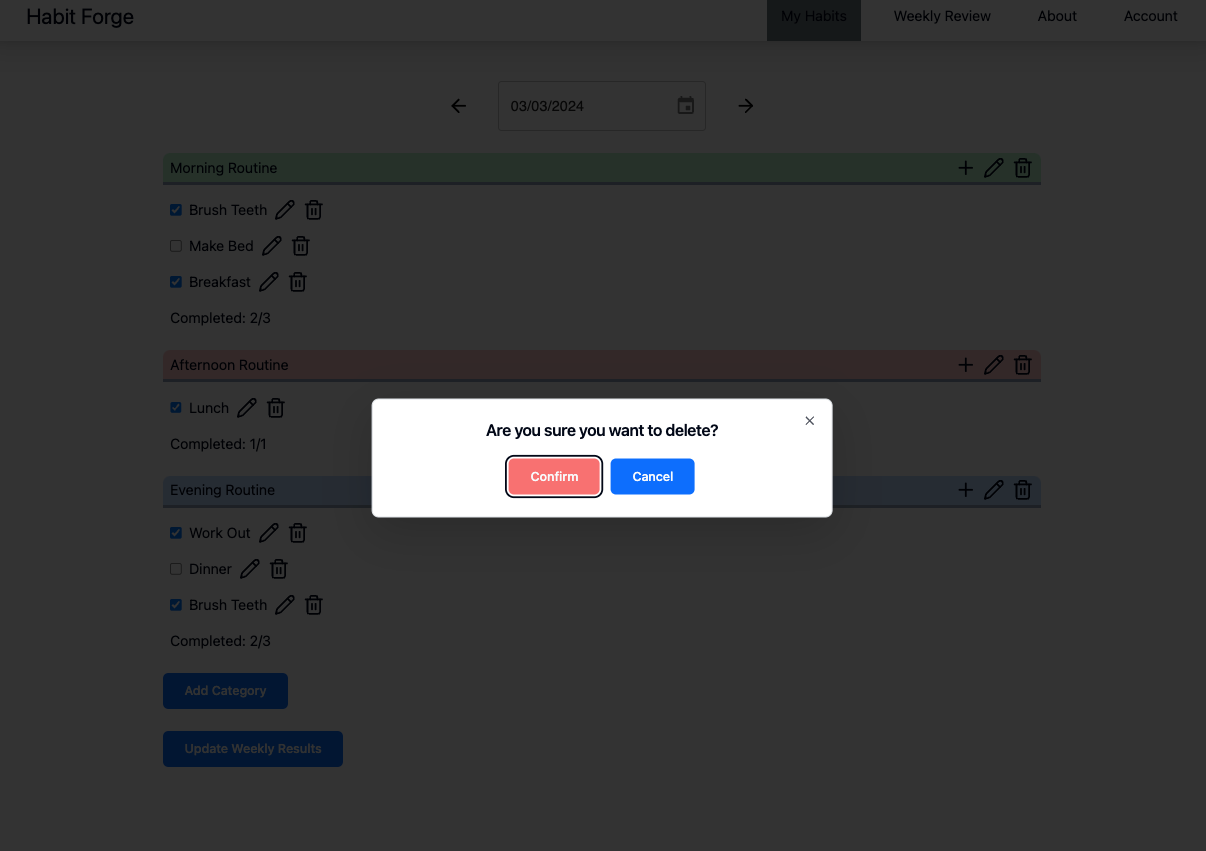 Habit Forge
My Habits
Weekly Review
About
Account
03/03/2024
Morning Routine
Brush Teeth
Make Bed
Breakfast
Completed: 2/3
Afternoon Routine
Lunch
Completed: 1/1
Are you sure you want to delete?
Confirm
Cancel
Evening Routine
Work Out
Dinner
Brush Teeth
Completed: 2/3
Add Category
Update Weekly Results